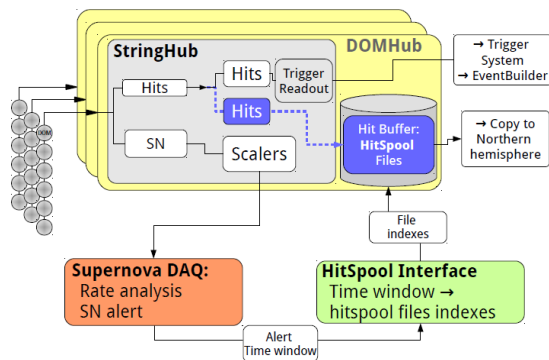 StringHub
DOMHub
Hits
Hits
Trigger
Readout
→ Trigger
System
→ EventBuilder
Hits
DOM
SN
Scalers
Hit Buffer:
HitSpool
Files
→ Copy to
Northern
hemisphere
File
indexes
Supernova DAQ:
Rate analysis
SN alert
HitSpool Interface
Time window →
hitspool files indexes
Alert
Time window